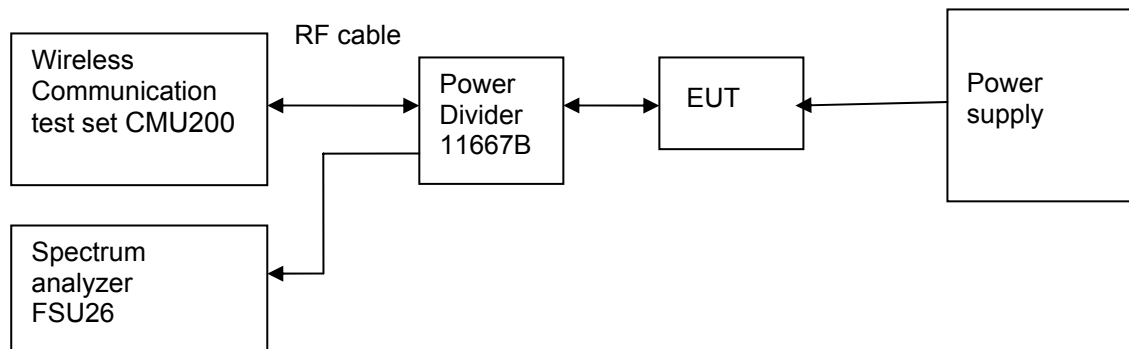 RF cable
Wireless
Communication
test set CMU200
Power
Divider
11667B
EUT
Power
supply
Spectrum
analyzer
FSU26